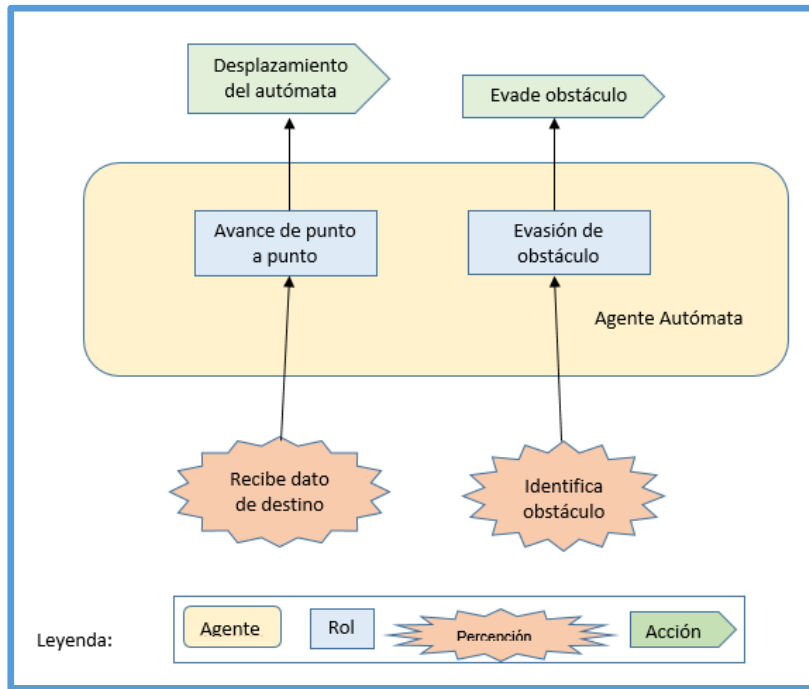 Desplazamiento
del autómata
Evade obstáculo
Avance de punto
a punto
Evasión de
obstáculo
Agente Autómata
Recibe dato
de destino
Identifica
obstáculo
Leyenda:
Agente
Rol
Percepción
Acción